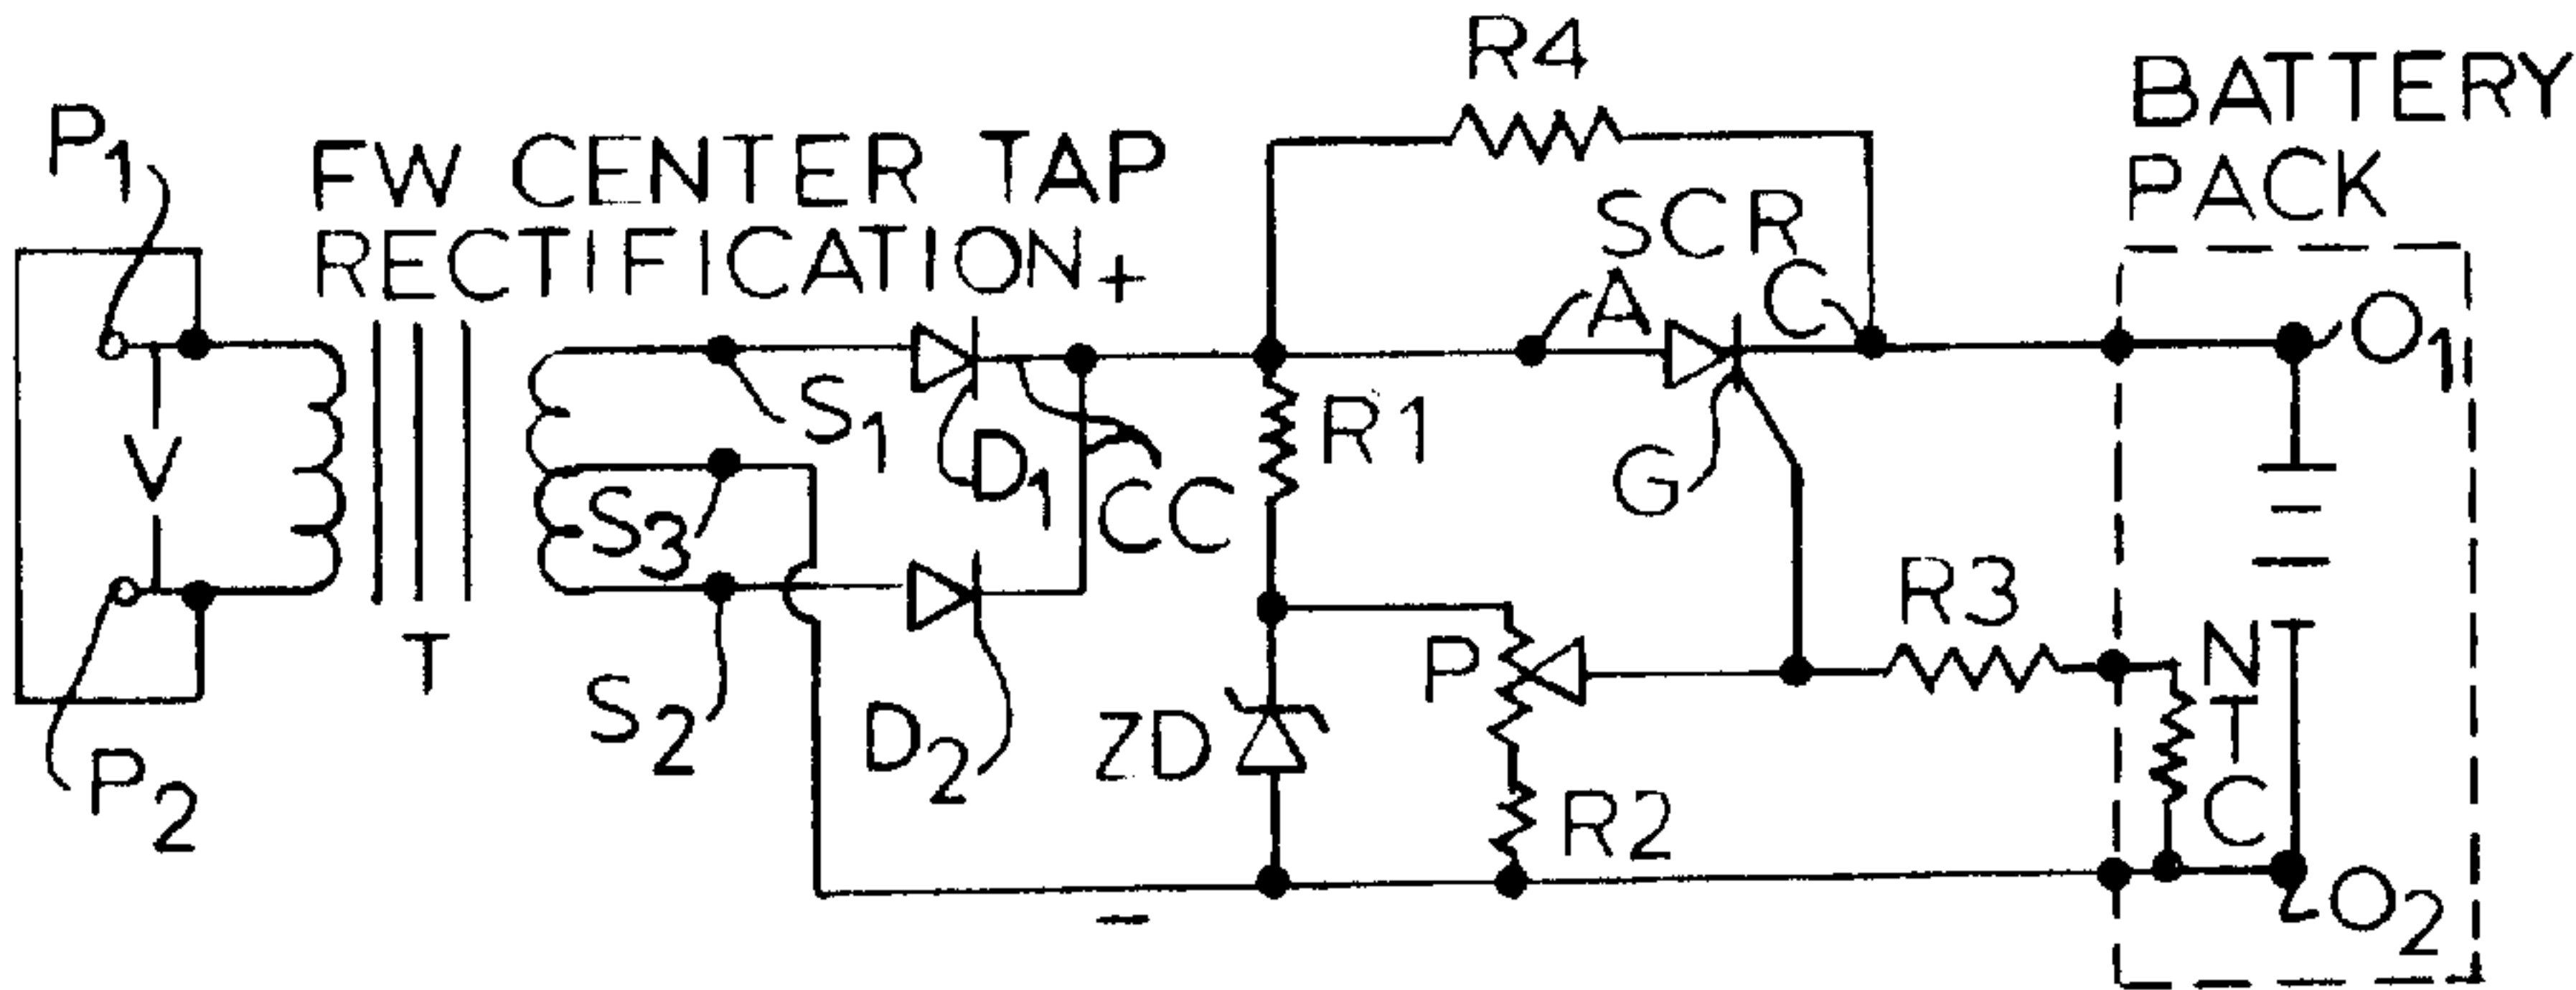 R4
BATTERY
PACK
P1
FW CENTER TAP
RECTIFICATION +
SCR
A
C
O1
S1
D1
CC
R1
G
V
S3
R3
T
S2
D2
ZD
P
NTC
P2
R2
O2
-